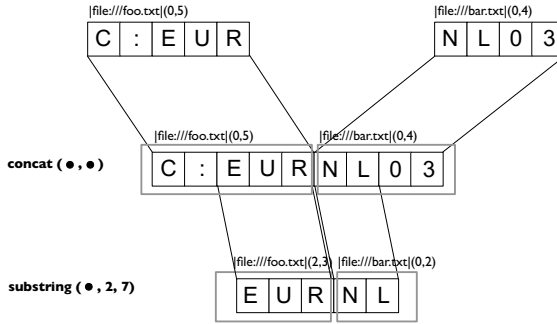 |file:///foo.txt|(0,5)
|file:///bar.txt|(0,4)
C : E U R
N L 0 3
|file:///foo.txt|(0,5)
|file:///bar.txt|(0,4)
concat ( ● , ● )
C : E U R N L 0 3
|file:///foo.txt|(2,3)
|file:///bar.txt|(0,2)
substring ( ● , 2, 7)
E U R N L